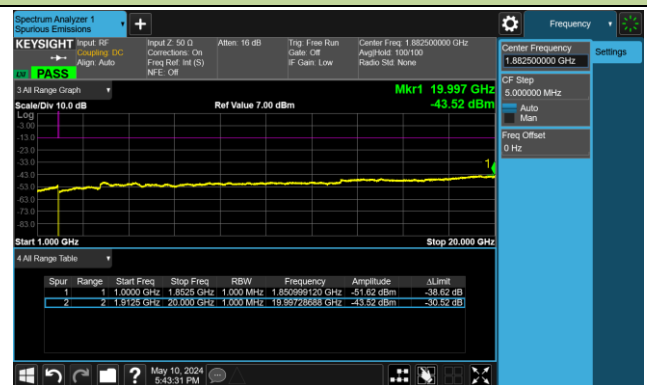 Spectrum Analyzer 1
Spurious Emissions
Frequency
KEYSIGHT Input: RF
Coupling: DC
Align: Auto
Input Z: 50 Ω
Corrections: On
Freq Ref: Int (S)
NFE: Off
Atten: 16 dB
Trig: Free Run
Gate: Off
IF Gain: Low
Center Freq: 1.882500000 GHz
Avg|Hold: 100/100
Radio Std: None
PASS
Center Frequency
1.882500000 GHz
Settings
CF Step
5.000000 MHz
Auto
Man
Freq Offset
0 Hz
3 All Range Graph
Mkr1 19.997 GHz
-43.52 dBm
Scale/Div 10.0 dB
Ref Value 7.00 dBm
Log
-3.00
-13.0
-23.0
-33.0
-43.0
-53.0
-63.0
-73.0
-83.0
1
Start 1.000 GHz
Stop 20.000 GHz
4 All Range Table
Spur Range Start Freq Stop Freq RBW Frequency Amplitude ΔLimit
1 1 1.0000 GHz 1.8525 GHz 1.000 MHz 1.850999120 GHz -51.62 dBm -38.62 dB
2 2 1.9125 GHz 20.000 GHz 1.000 MHz 19.99728688 GHz -43.52 dBm -30.52 dB
May 10, 2024
5:43:31 PM